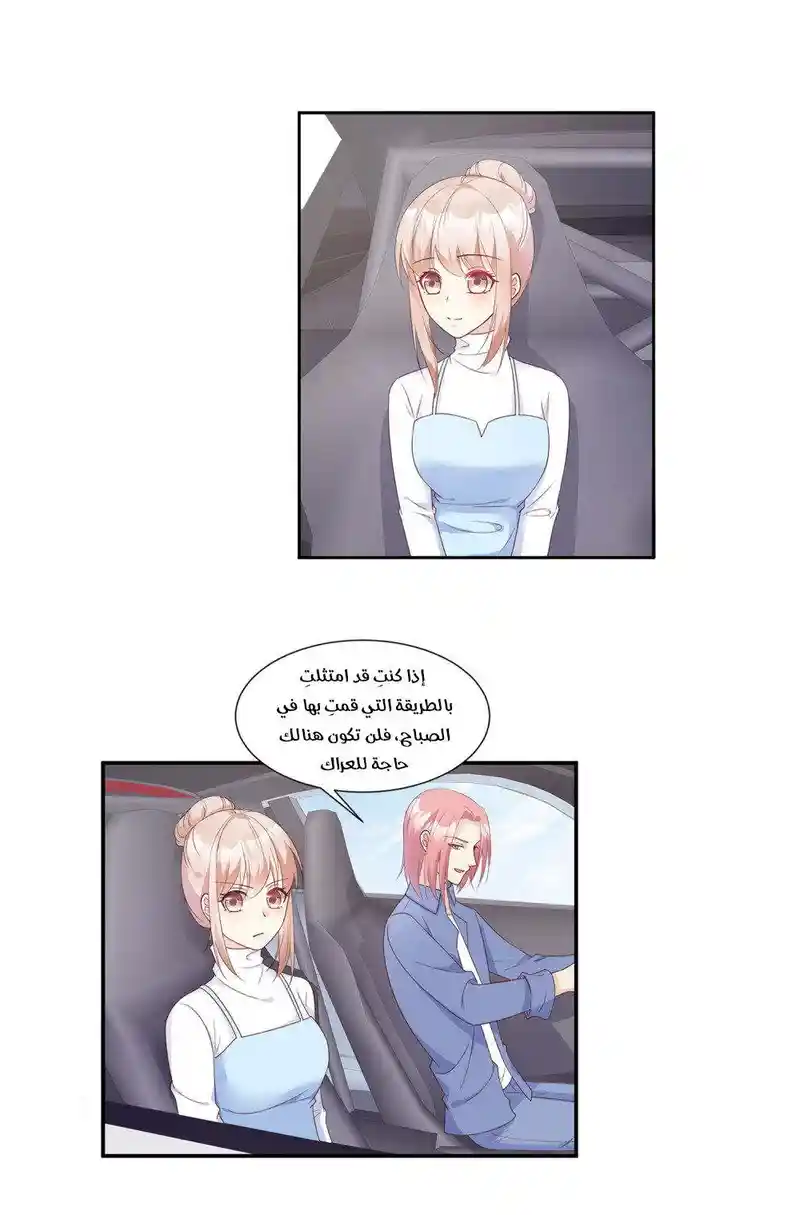 إذا كنتِ قد امتثلتِ
بالطريقة التي قمتِ بها في
الصباح، فلن تكون هنالك
حاجة للعراك